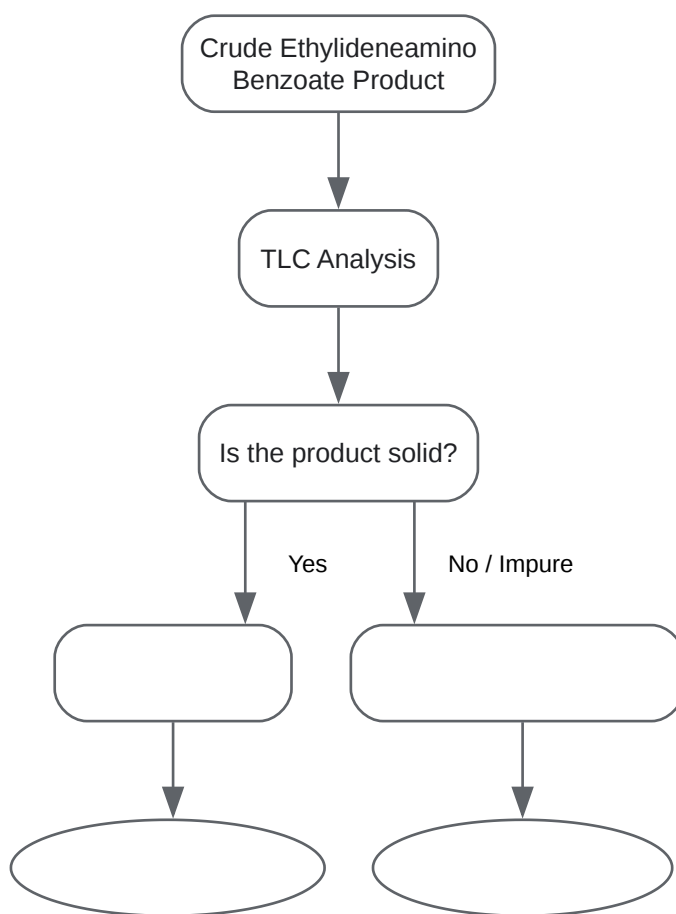 Crude Ethylideneamino
Benzoate Product
TLC Analysis
Is the product solid?
Yes
No / Impure